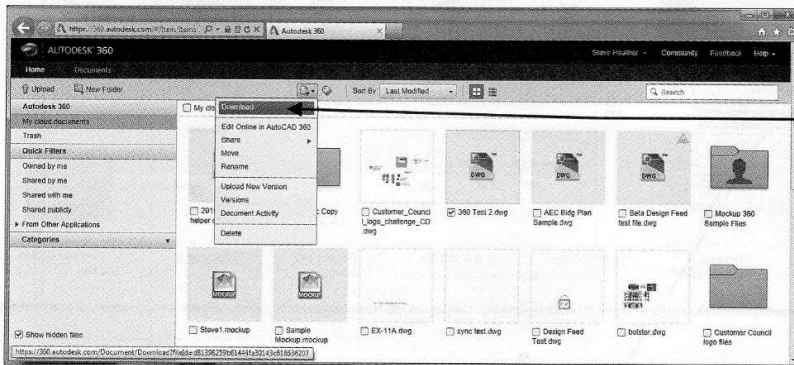 https://360.autodesk.com/#/Item/Items
Autodesk 360
AUTODESK 360
Steve Heather
Community
Feedback
Help
Home
Documents
Upload
New Folder
Sort By
Last Modified
Search
Autodesk 360
My cloud documents
Trash
Quick Filters
Owned by me
Shared by me
Shared with me
Shared publicly
From Other Applications
Categories
Show hidden files
My clo
Download
Edit Online in AutoCAD 360
Share
Move
Rename
Upload New Version
Versions
Document Activity
Delete
201
helper
c Copy
Customer_Counci
l_logo_challenge_CD
.dwg
DWG
360 Test 2.dwg
DWG
AEC Bldg Plan
Sample.dwg
DWG
Beta Design Feed
test file.dwg
Mockup 360
Sample Files
MOCKUP
Steve1.mockup
MOCKUP
Sample
Mockup.mockup
EX-11A.dwg
sync test.dwg
Design Feed
Test.dwg
bolster.dwg
Customer Council
logo files